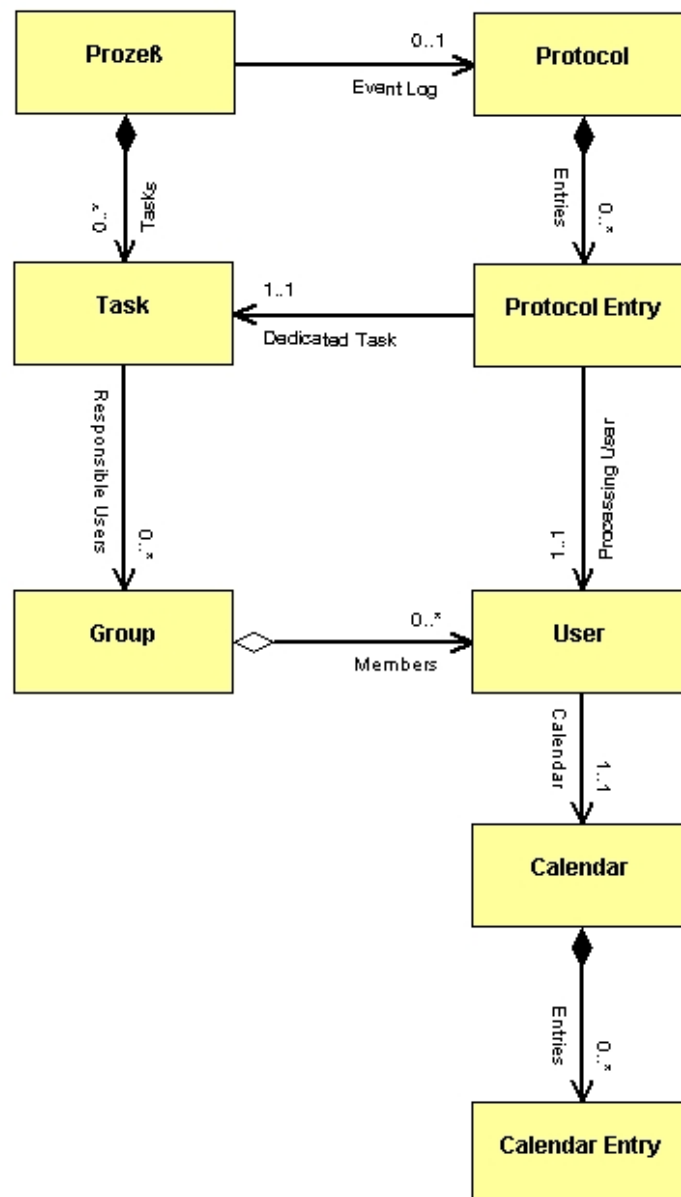 Prozeß
0..1
Event Log
Protocol
Tasks
0..*
Entries
0..*
Task
1..1
Dedicated Task
Protocol Entry
Responsible Users
0..*
Processing User
1..1
Group
0..*
Members
User
Calendar
1..1
Calendar
Entries
0..*
Calendar Entry